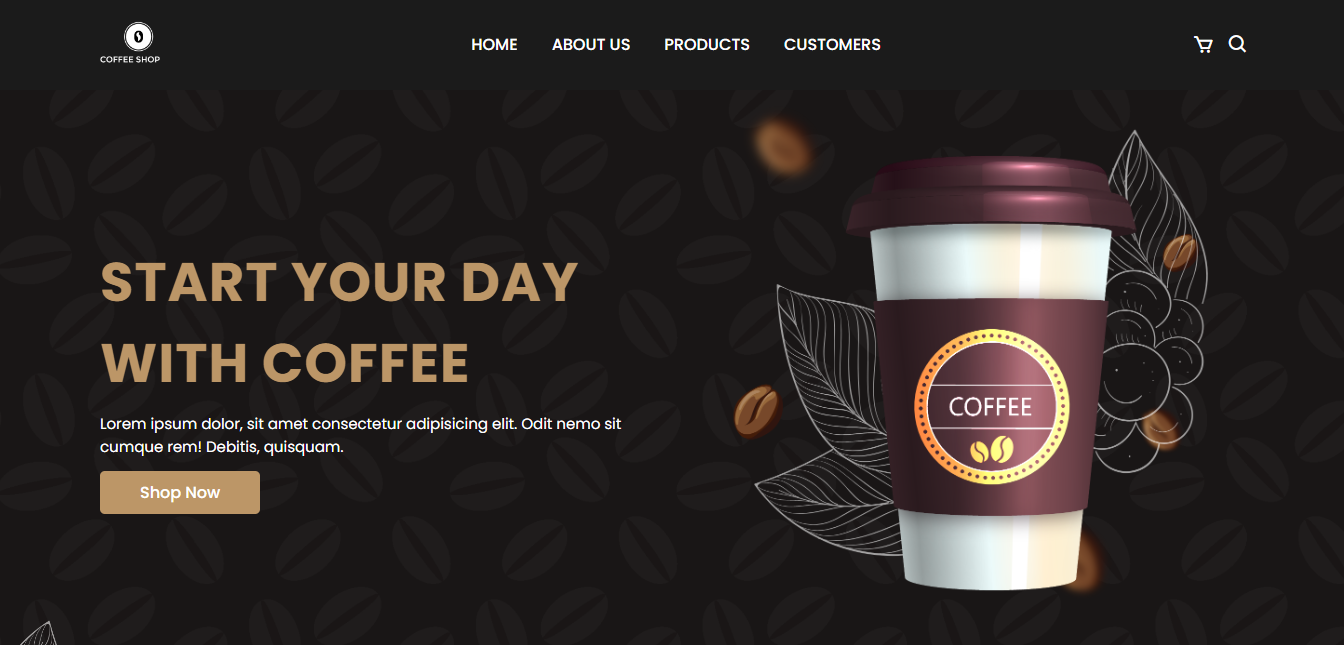 COFFEE SHOP
HOME
ABOUT US
PRODUCTS
CUSTOMERS
START YOUR DAY
WITH COFFEE
Lorem ipsum dolor, sit amet consectetur adipisicing elit. Odit nemo sit
cumque rem! Debitis, quisquam.
Shop Now
COFFEE